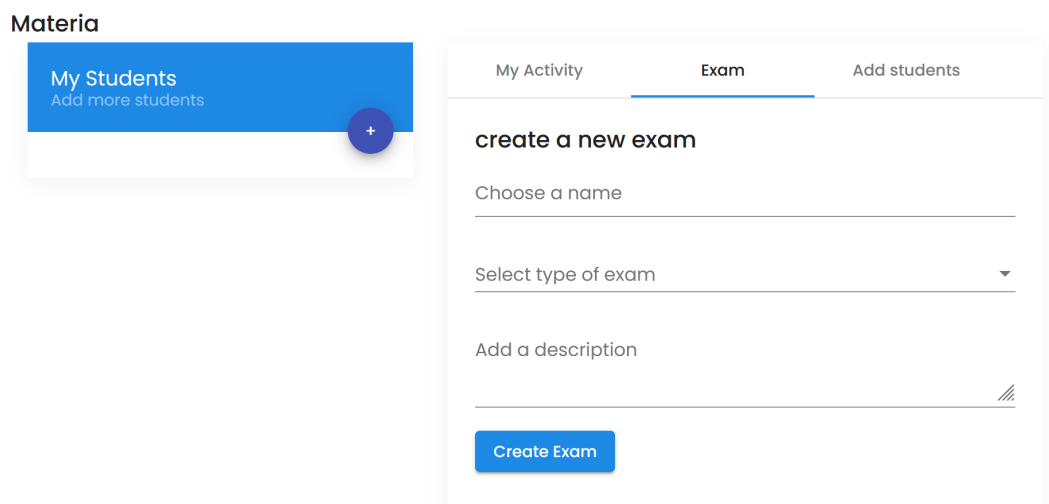 Materia
My Students
Add more students
+
My Activity
Exam
Add students
create a new exam
Choose a name
Select type of exam
Add a description
Create Exam